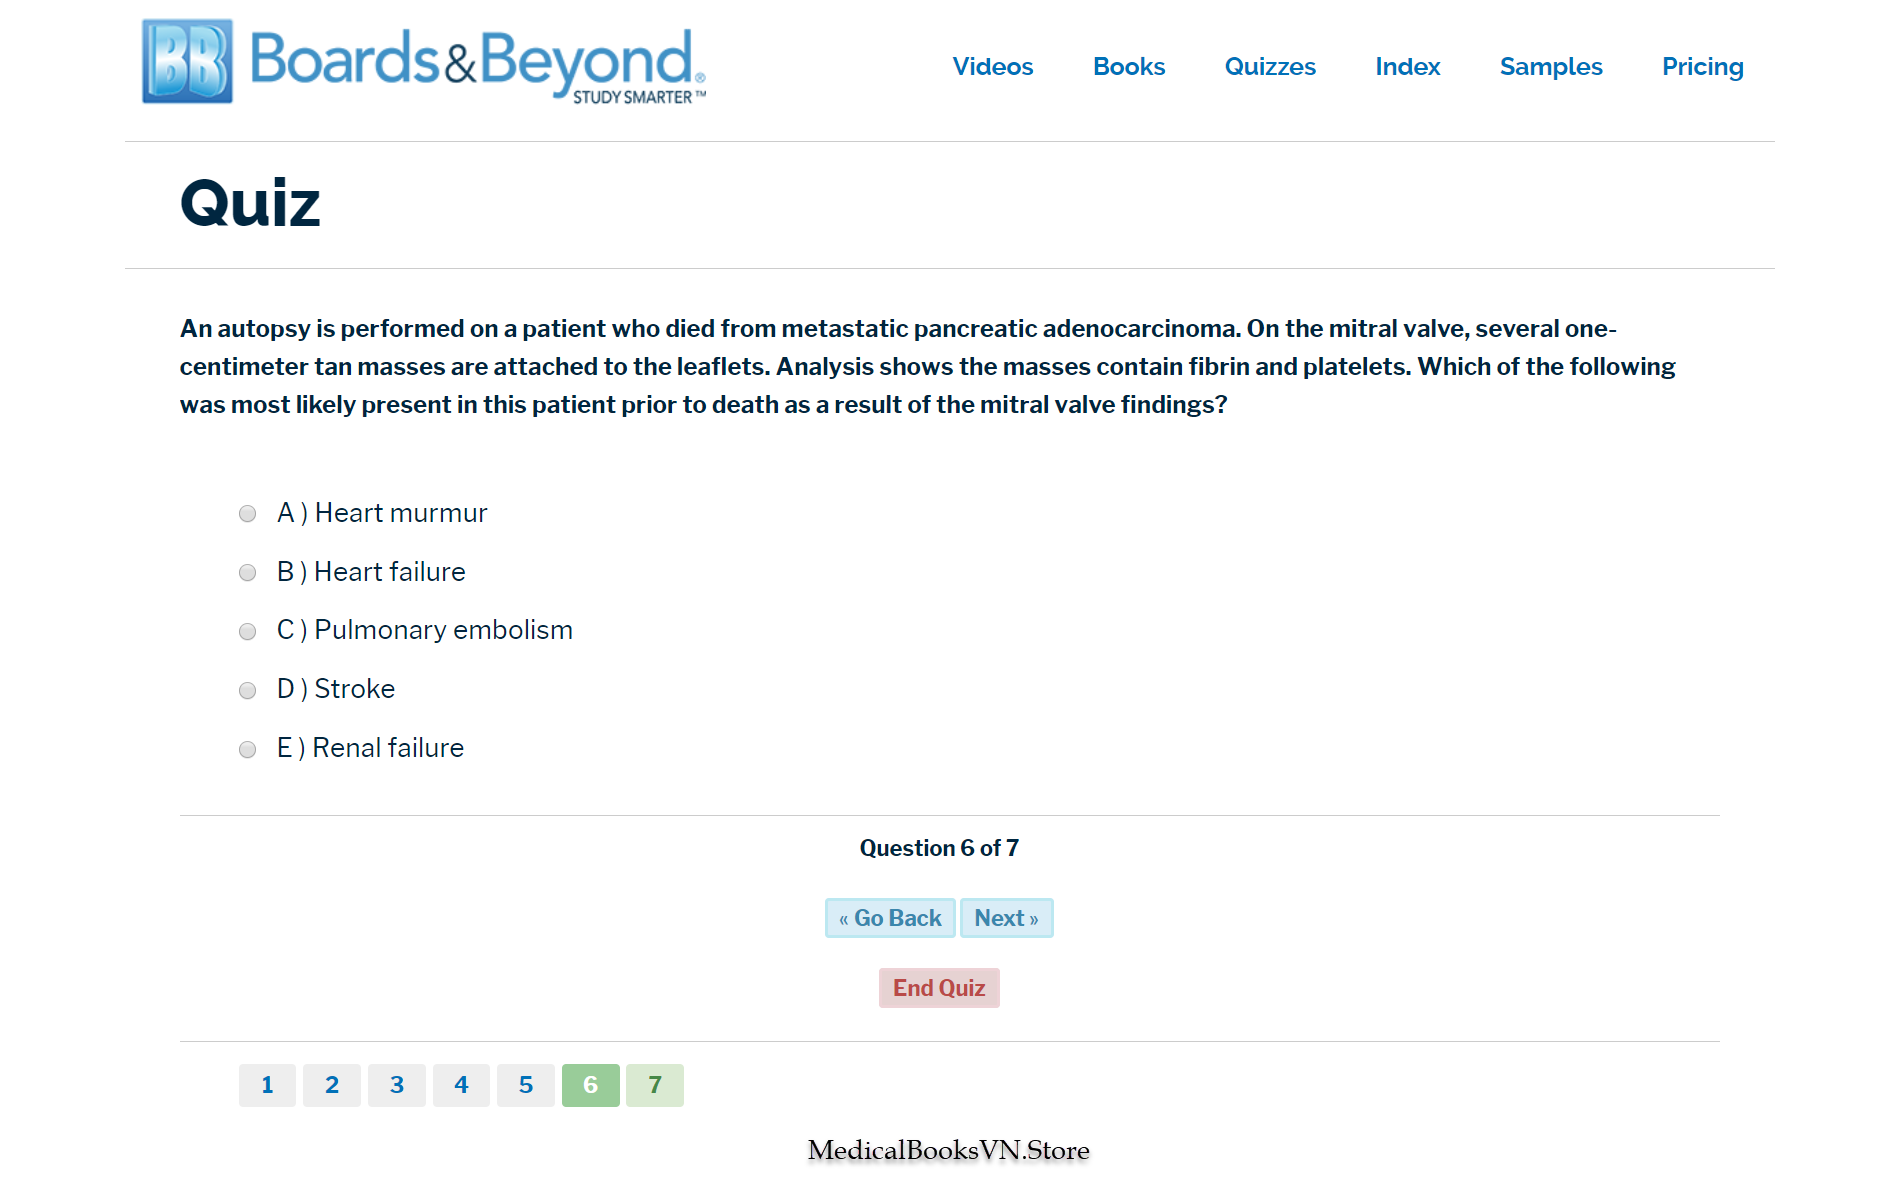 BB Boards&Beyond®
STUDY SMARTER™
Videos Books Quizzes Index Samples Pricing
Quiz
An autopsy is performed on a patient who died from metastatic pancreatic adenocarcinoma. On the mitral valve, several one-
centimeter tan masses are attached to the leaflets. Analysis shows the masses contain fibrin and platelets. Which of the following
was most likely present in this patient prior to death as a result of the mitral valve findings?
A ) Heart murmur
B ) Heart failure
C ) Pulmonary embolism
D ) Stroke
E ) Renal failure
Question 6 of 7
« Go Back Next »
End Quiz
1 2 3 4 5 6 7
MedicalBooksVN.Store